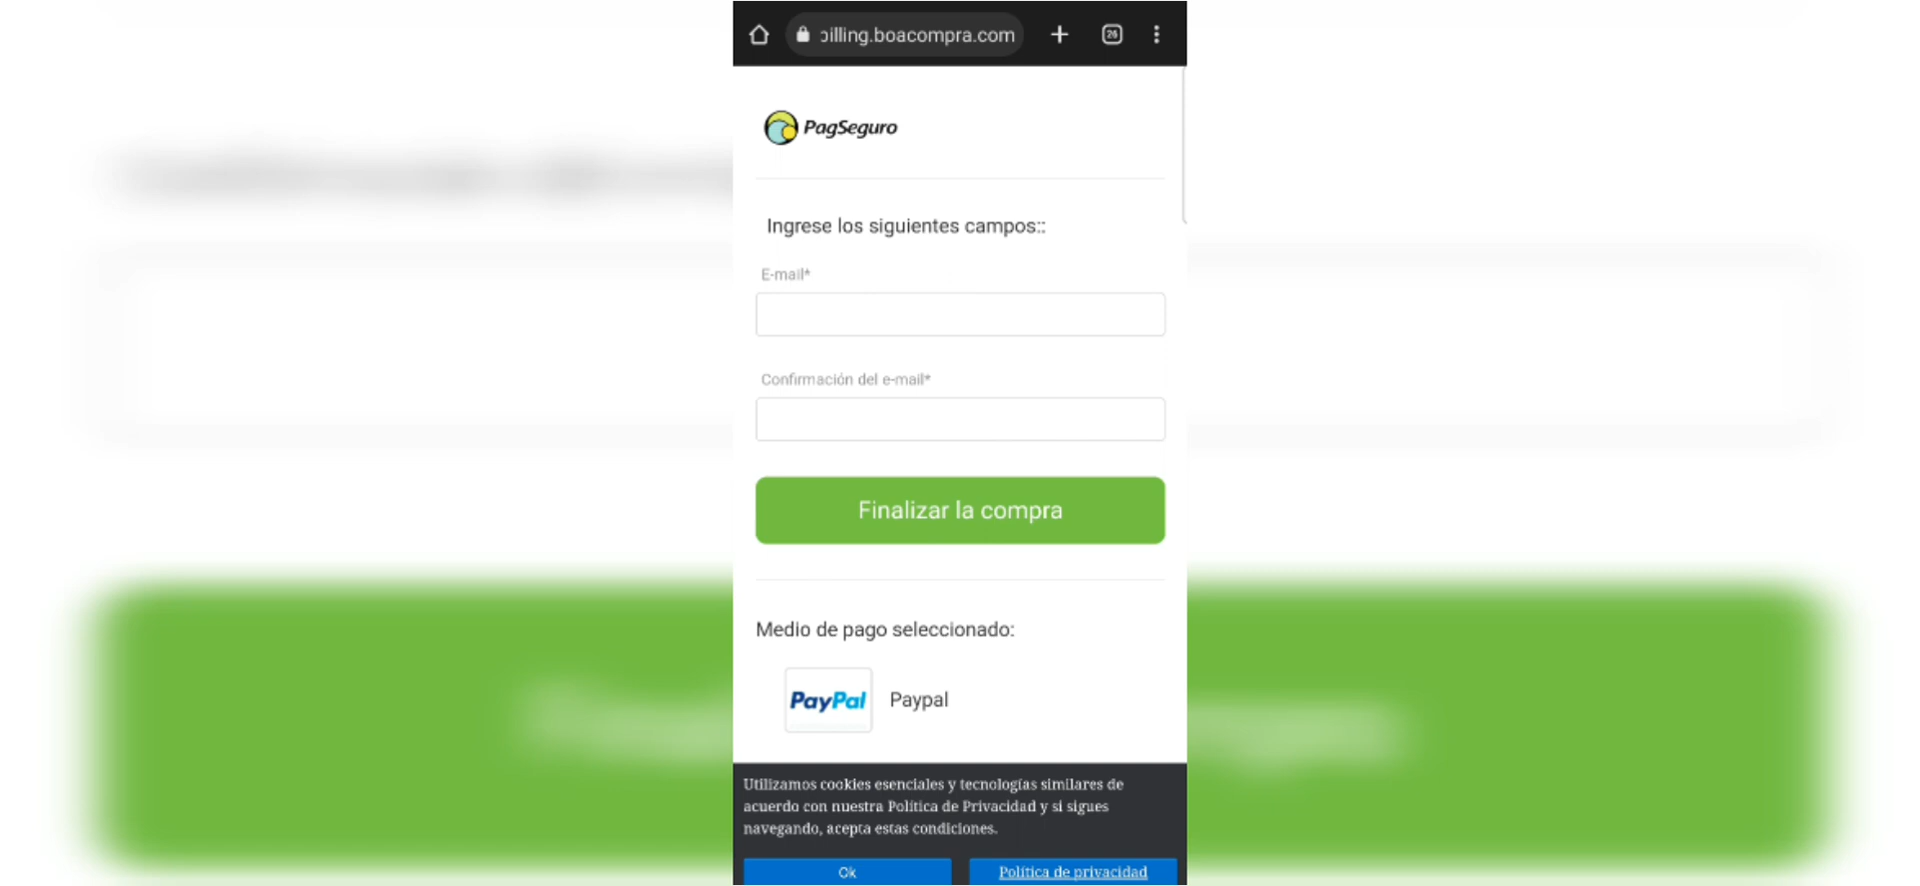 billing.boacompra.com
26
PagSeguro
Ingrese los siguientes campos::
E-mail*
Confirmación del e-mail*
Finalizar la compra
Medio de pago seleccionado:
PayPal Paypal
Utilizamos cookies esenciales y tecnologías similares de
acuerdo con nuestra Política de Privacidad y si sigues
navegando, acepta estas condiciones.
Ok Política de privacidad